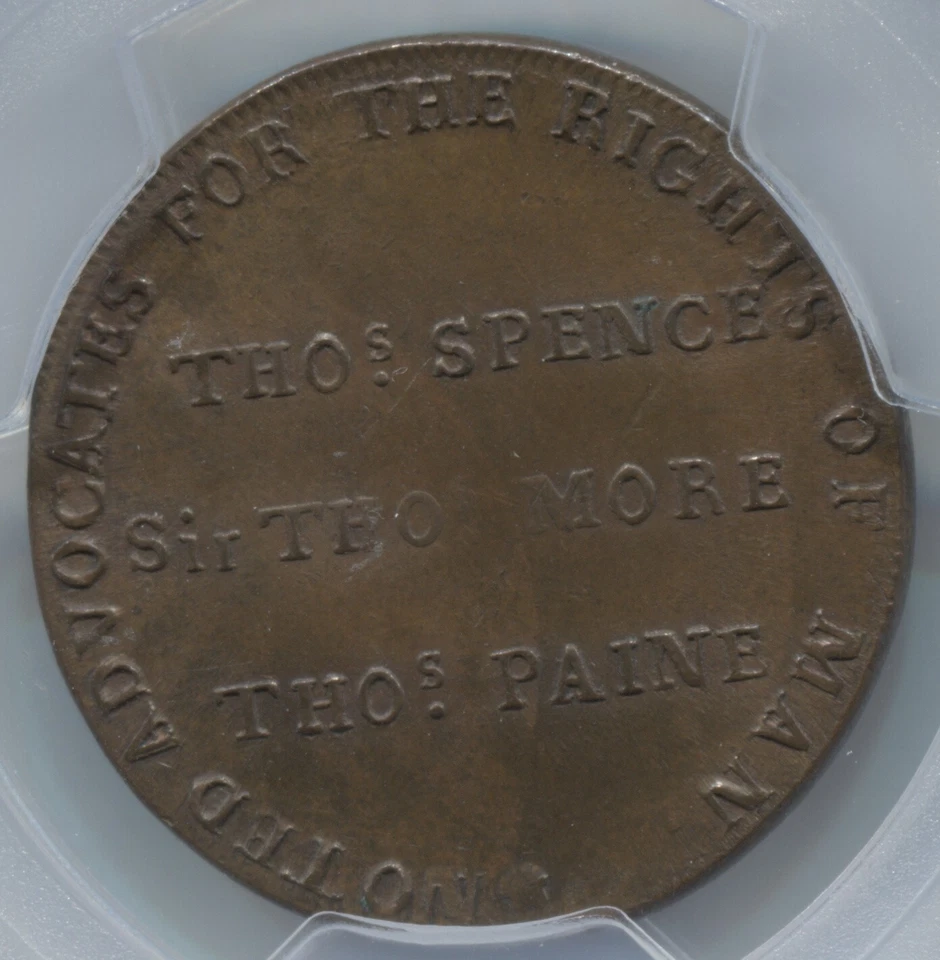 NOTED ADVOCATES FOR THE RIGHTS OF MAN
THOS. SPENCE
Sir THO MORE
THOS. PAINE